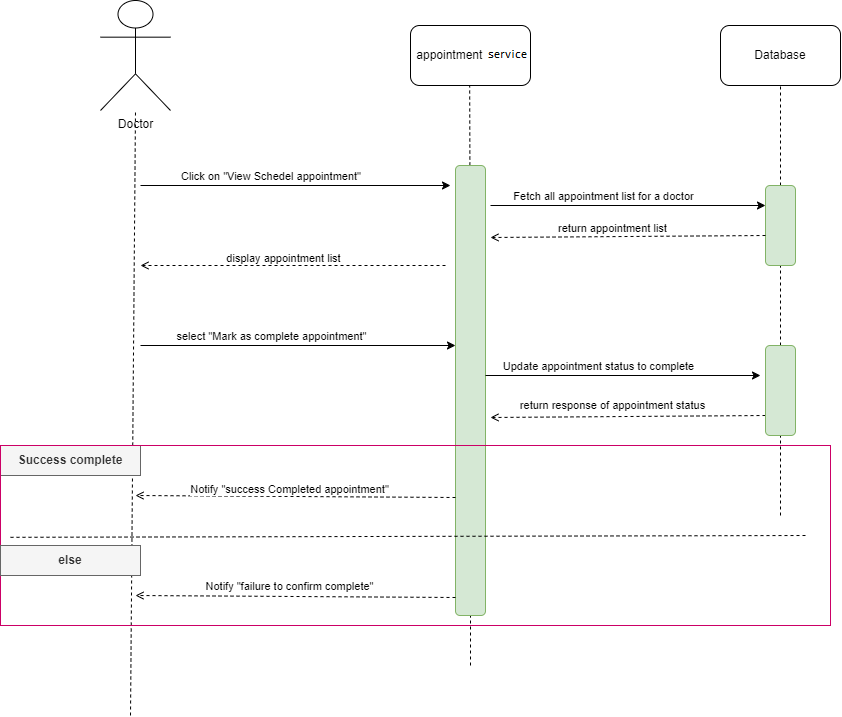 appointment service
Database
Doctor
Click on "View Schedel appointment"
Fetch all appointment list for a doctor
return appointment list
display appointment list
select "Mark as complete appointment"
Update appointment status to complete
return response of appointment status
Success complete
Notify "success Completed appointment"
else
Notify "failure to confirm complete"